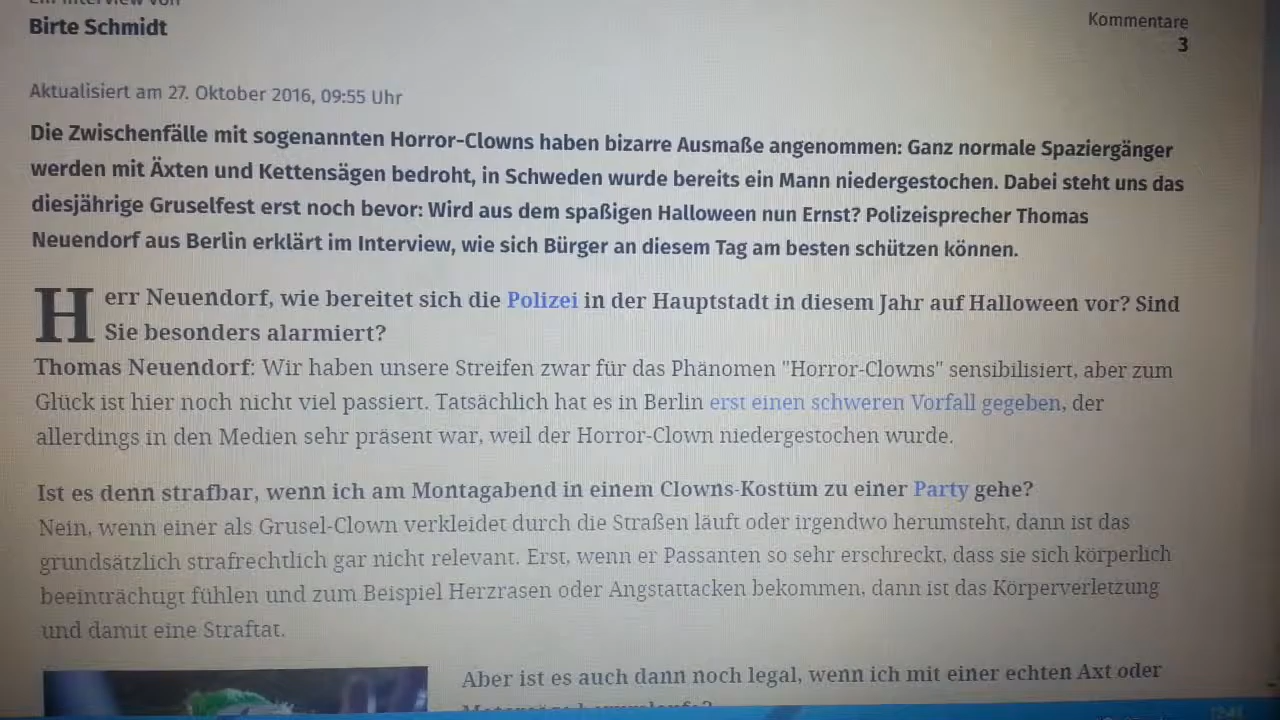 Ein Interview von
Birte Schmidt
Kommentare
3
Aktualisiert am 27. Oktober 2016, 09:55 Uhr
Die Zwischenfälle mit sogenannten Horror-Clowns haben bizarre Ausmaße angenommen: Ganz normale Spaziergänger
werden mit Äxten und Kettensägen bedroht, in Schweden wurde bereits ein Mann niedergestochen. Dabei steht uns das
diesjährige Gruselfest erst noch bevor: Wird aus dem spaßigen Halloween nun Ernst? Polizeisprecher Thomas
Neuendorf aus Berlin erklärt im Interview, wie sich Bürger an diesem Tag am besten schützen können.
Herr Neuendorf, wie bereitet sich die Polizei in der Hauptstadt in diesem Jahr auf Halloween vor? Sind
Sie besonders alarmiert?
Thomas Neuendorf: Wir haben unsere Streifen zwar für das Phänomen "Horror-Clowns" sensibilisiert, aber zum
Glück ist hier noch nicht viel passiert. Tatsächlich hat es in Berlin erst einen schweren Vorfall gegeben, der
allerdings in den Medien sehr präsent war, weil der Horror-Clown niedergestochen wurde.
Ist es denn strafbar, wenn ich am Montagabend in einem Clowns-Kostüm zu einer Party gehe?
Nein, wenn einer als Grusel-Clown verkleidet durch die Straßen läuft oder irgendwo herumsteht, dann ist das
grundsätzlich strafrechtlich gar nicht relevant. Erst, wenn er Passanten so sehr erschreckt, dass sie sich körperlich
beeinträchtigt fühlen und zum Beispiel Herzrasen oder Angstattacken bekommen, dann ist das Körperverletzung
und damit eine Straftat.
Aber ist es auch dann noch legal, wenn ich mit einer echten Axt oder